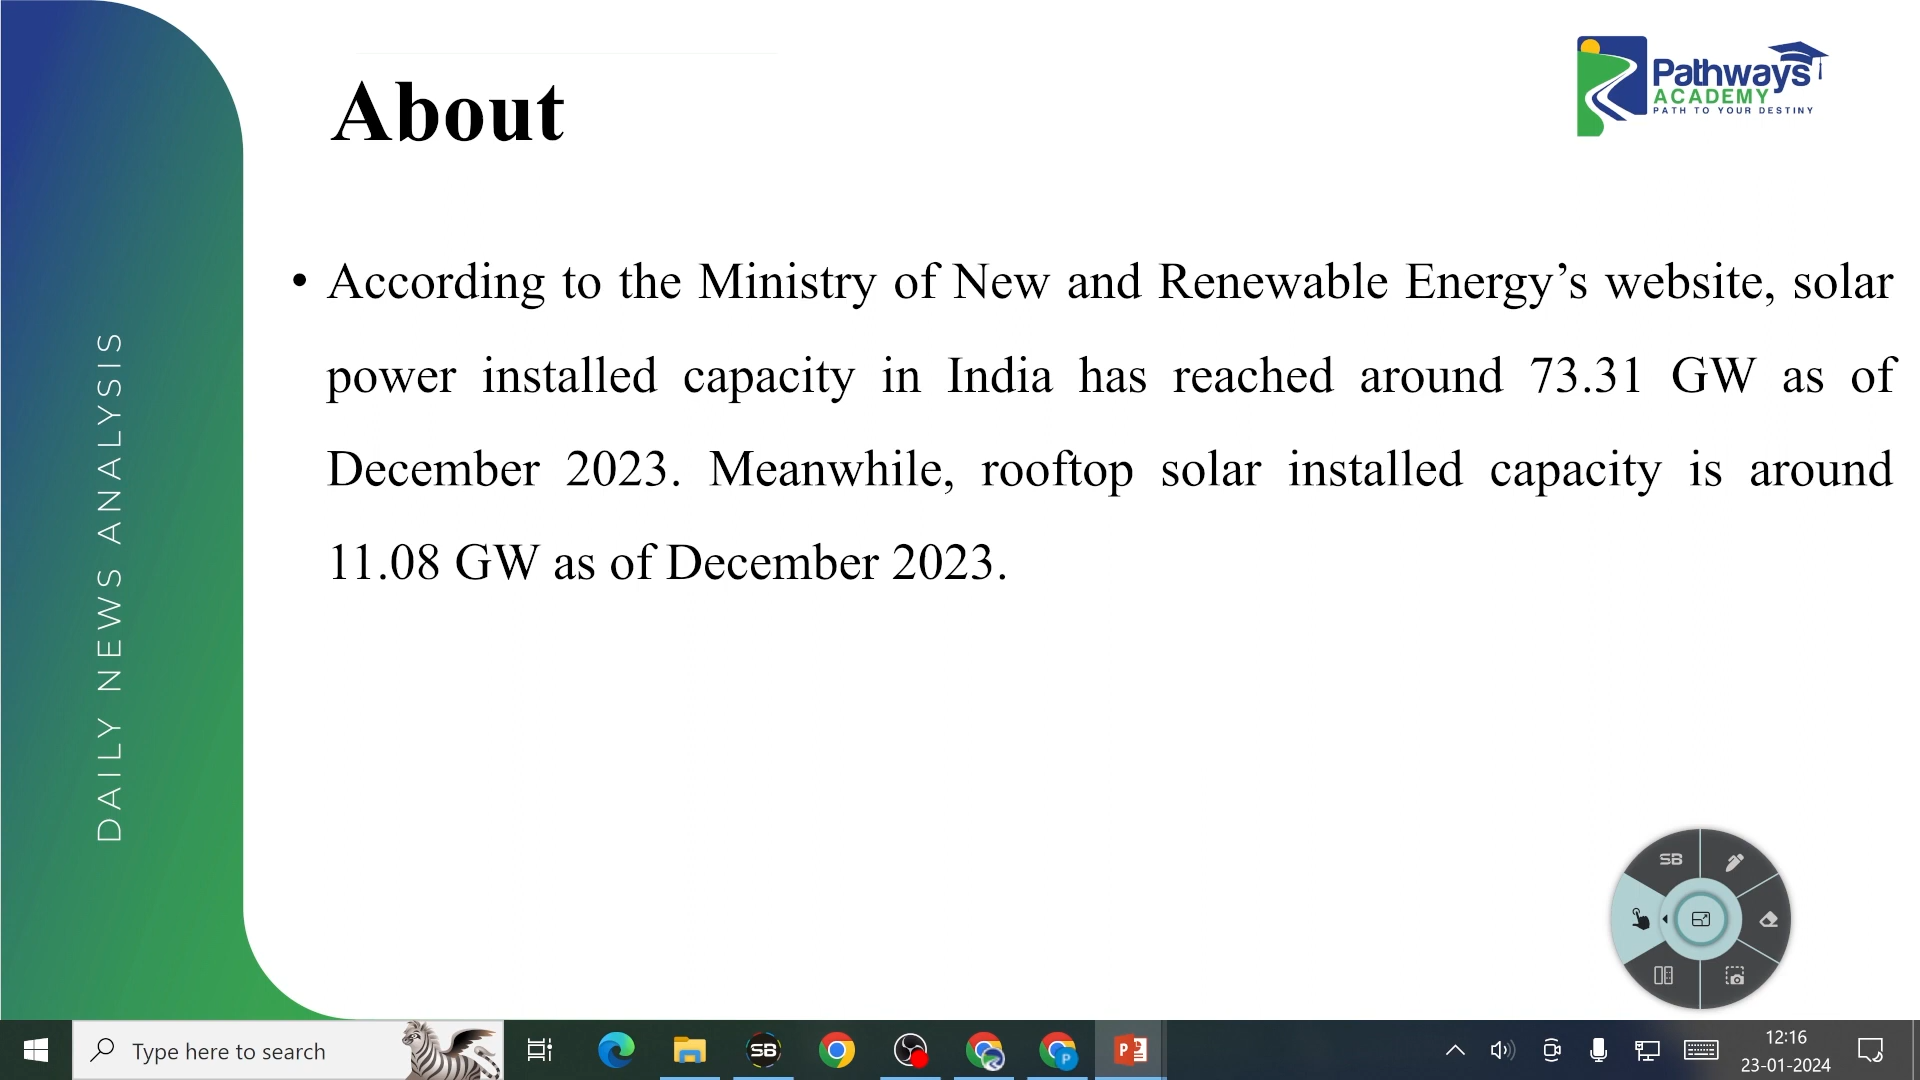 About
Pathways
ACADEMY
PATH TO YOUR DESTINY
• According to the Ministry of New and Renewable Energy’s website, solar
power installed capacity in India has reached around 73.31 GW as of
December 2023. Meanwhile, rooftop solar installed capacity is around
11.08 GW as of December 2023.
DAILY NEWS ANALYSIS
SB
Type here to search
SB
P
P
12:16
23-01-2024